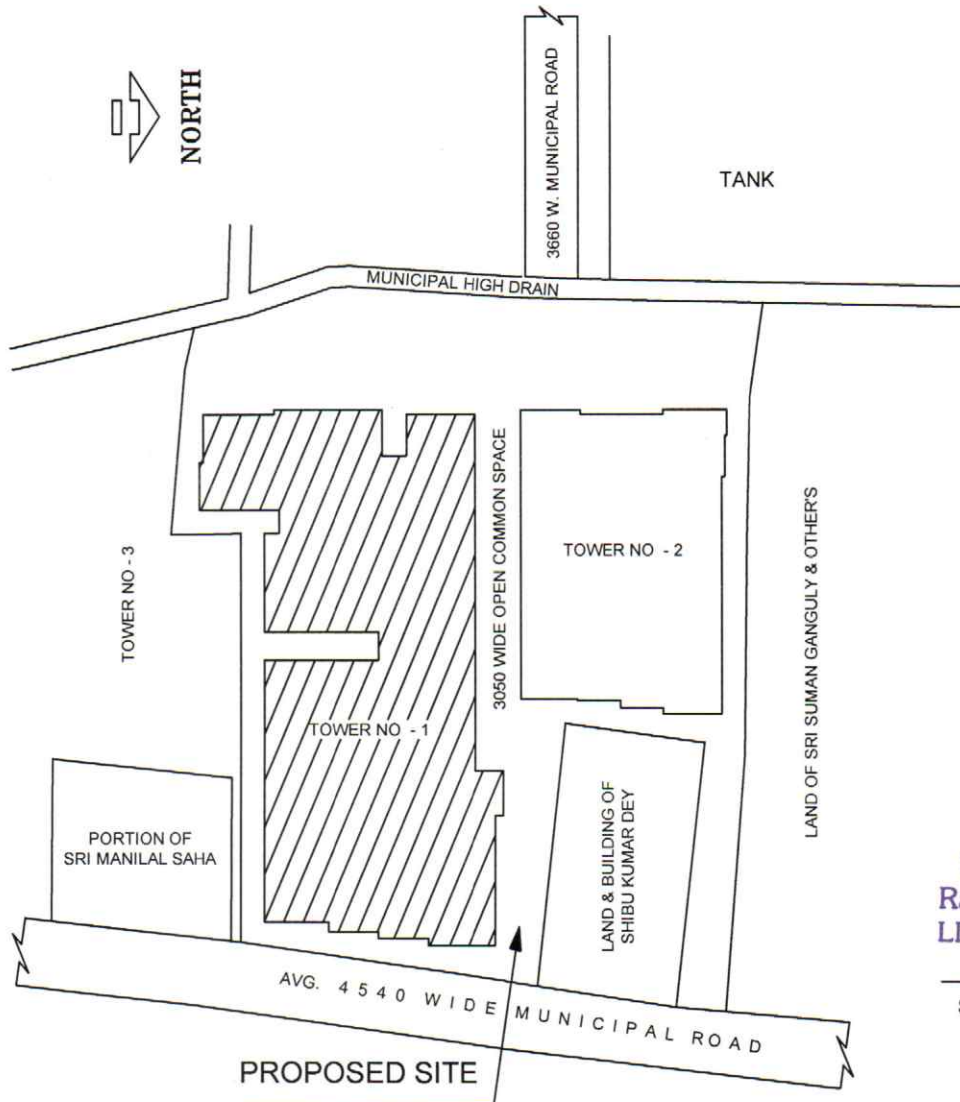 NORTH
3660 W. MUNICIPAL ROAD
TANK
MUNICIPAL HIGH DRAIN
3050 WIDE OPEN COMMON SPACE
TOWER NO - 2
TOWER NO - 3
LAND OF SRI SUMAN GANGULY & OTHER'S
TOWER NO - 1
PORTION OF
SRI MANILAL SAHA
LAND & BUILDING OF
SHIBU KUMAR DEY
AVG. 4540 WIDE MUNICIPAL ROAD
PROPOSED SITE